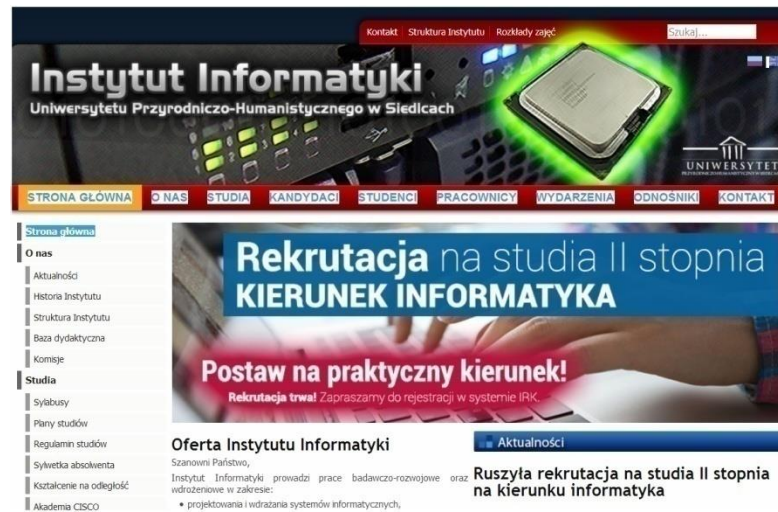 Kontakt Struktura Instytutu Rozkłady zajęć Szukaj...
Instytut Informatyki
Uniwersytetu Przyrodniczo-Humanistycznego w Siedlcach
UNIWERSYTET
STRONA GŁÓWNA O NAS STUDIA KANDYDACI STUDENCI PRACOWNICY WYDARZENIA ODNOŚNIKI KONTAKT
Strona główna
O nas
Aktualności
Historia Instytutu
Struktura Instytutu
Baza dydaktyczna
Komisje
Studia
Sylabusy
Plany studiów
Regulamin studiów
Sylwetka absolwenta
Kształcenie na odległość
Akademia CISCO
Rekrutacja na studia II stopnia
KIERUNEK INFORMATYKA
Postaw na praktyczny kierunek!
Rekrutacja trwa! Zapraszamy do rejestracji w systemie IRK.
Oferta Instytutu Informatyki
Szanowni Państwo,
Instytut Informatyki prowadzi prace badawczo-rozwojowe oraz
wdrożeniowe w zakresie:
• projektowania i wdrażania systemów informatycznych,
Aktualności
Ruszyła rekrutacja na studia II stopnia
na kierunku informatyka